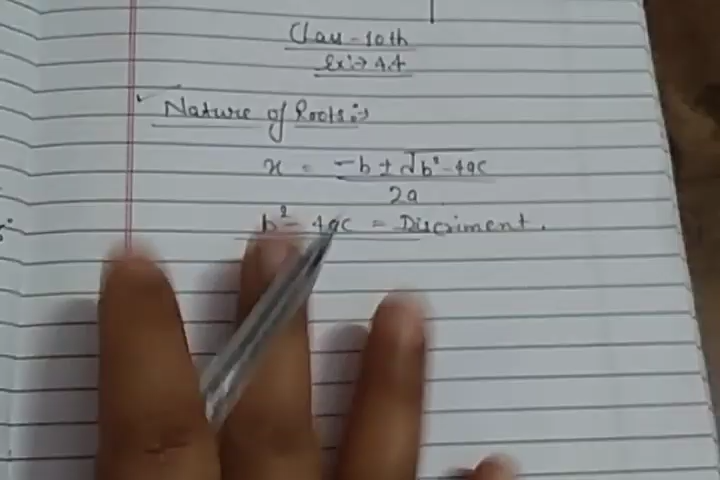 Class - 10th
Ex:→ 4.4
Nature of Roots:→
x = -b ± √b² - 4ac
2a
b² - 4ac = Discriment.